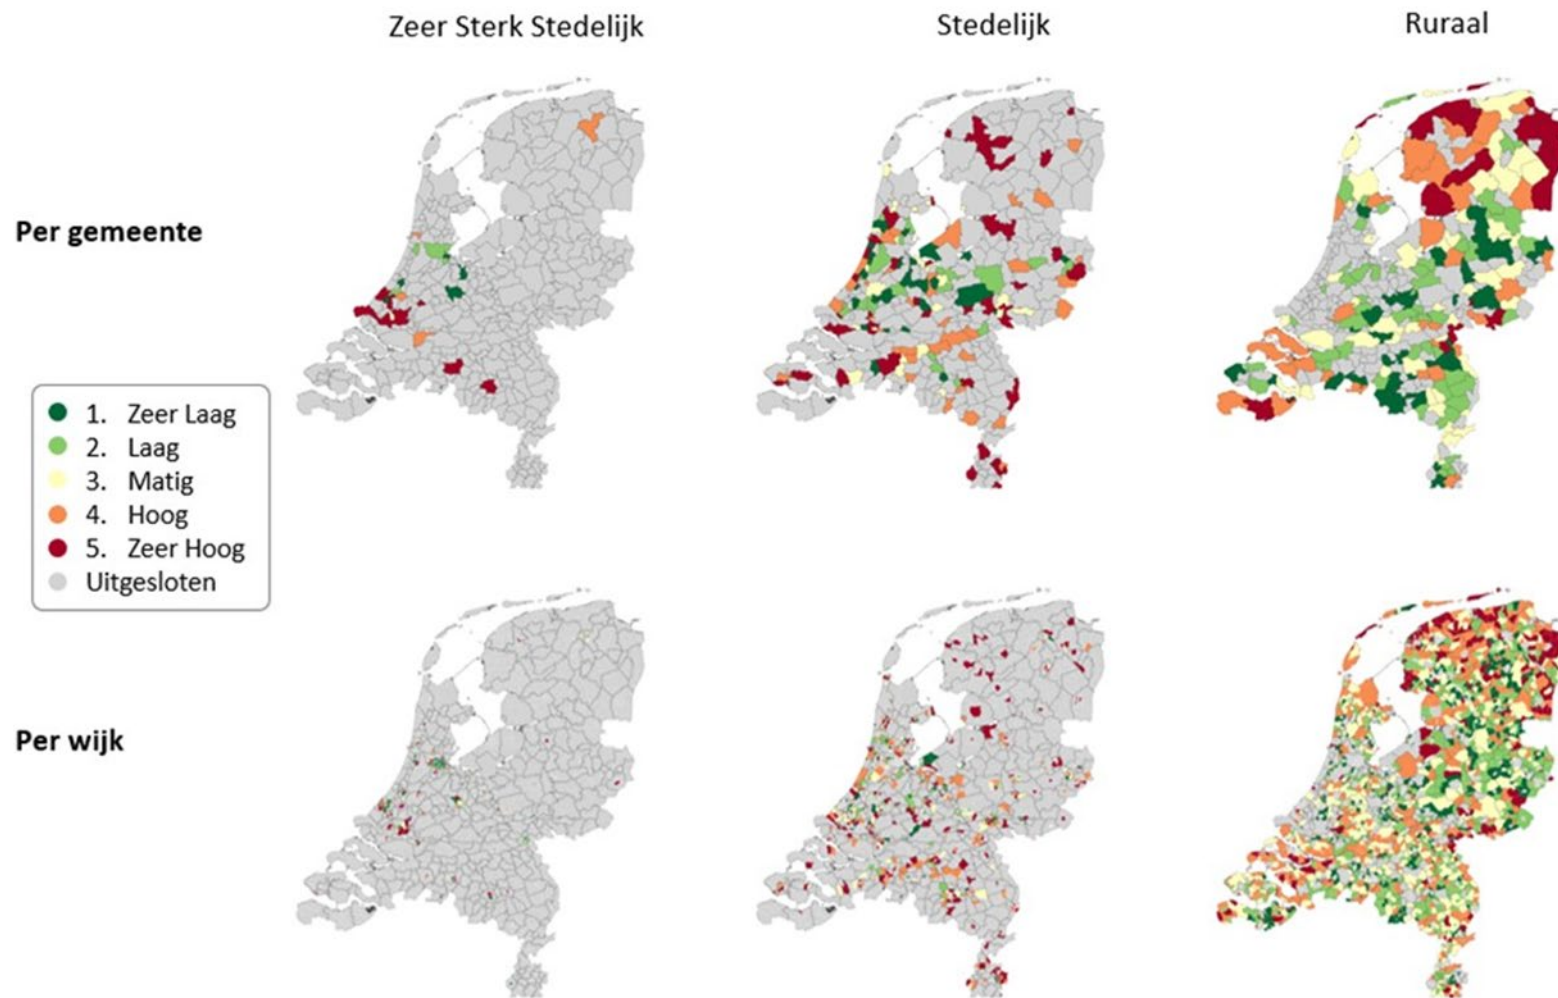 Zeer Sterk Stedelijk
Stedelijk
Ruraal
Per gemeente
1. Zeer Laag
2. Laag
3. Matig
4. Hoog
5. Zeer Hoog
Uitgesloten
Per wijk